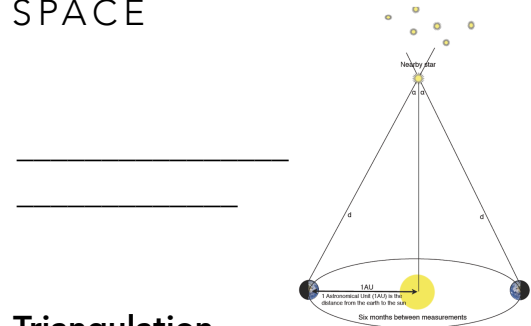 SPACE
Nearby star
α α
d
d
1AU
1 Astronomical Unit (1AU) is the
distance from the earth to the sun
Six months between measurements
Triangulation